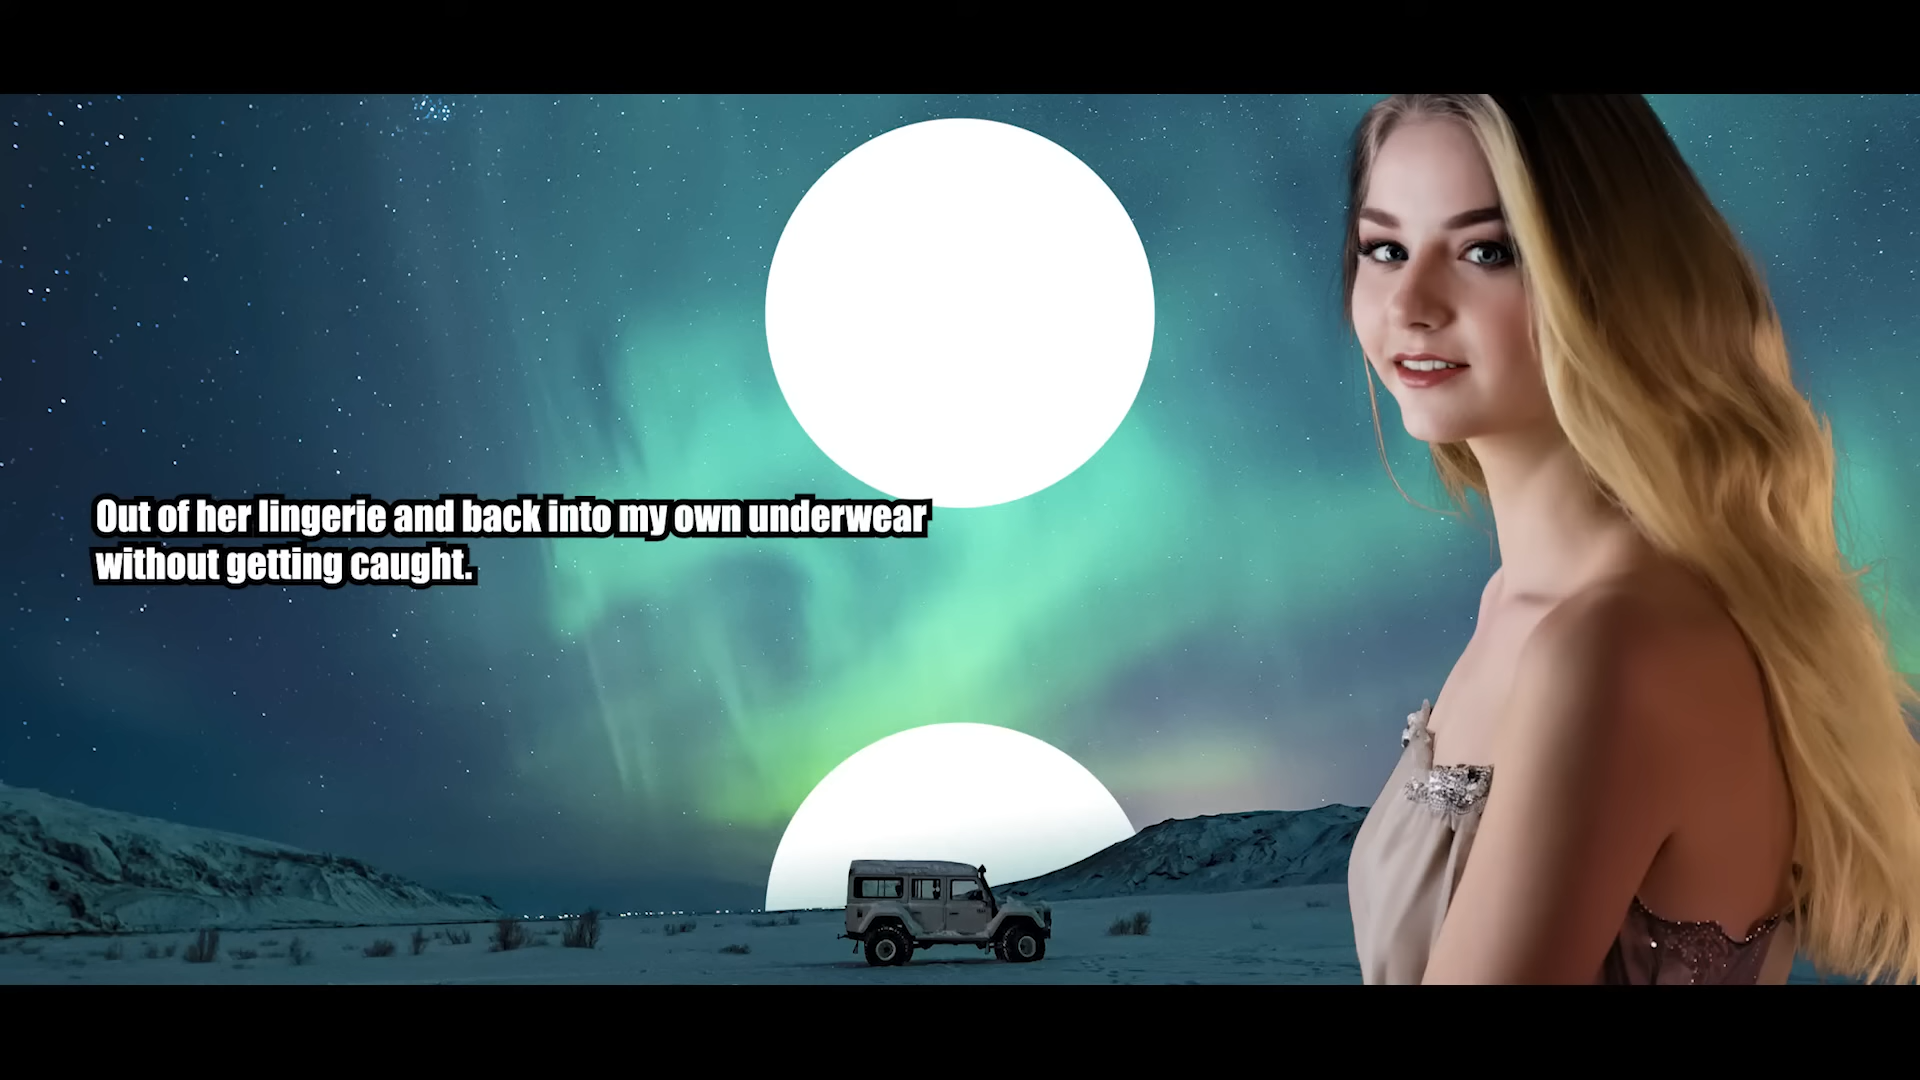 Out of her lingerie and back into my own underwear
without getting caught.